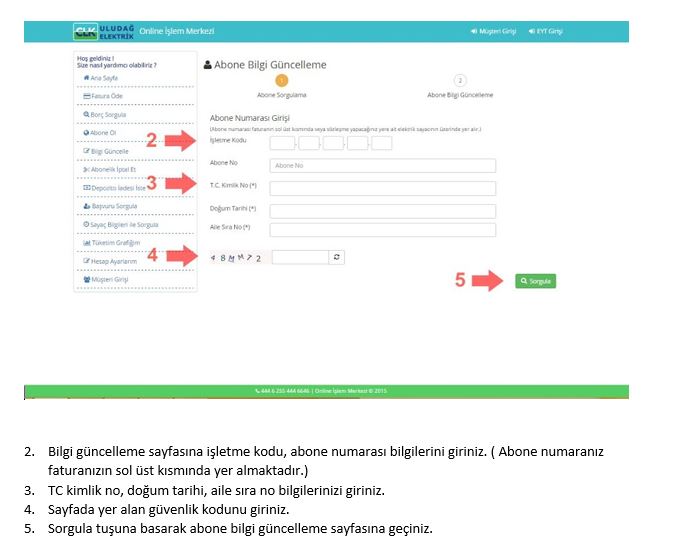 CLK ULUDAĞ ELEKTRİK
Online İşlem Merkezi
Müşteri Girişi
EYT Girişi
Hoş geldiniz !
Size nasıl yardımcı olabiliriz ?
Ana Sayfa
Fatura Öde
Borç Sorgula
Abone Ol
Bilgi Güncelle
Abonelik İptal Et
Depozito İadesi İste
Başvuru Sorgula
Sayaç Bilgileri ile Sorgula
Tüketim Grafiğim
Hesap Ayarlarım
Müşteri Girişi
Abone Bilgi Güncelleme
1
2
Abone Sorgulama
Abone Bilgi Güncelleme
Abone Numarası Girişi
(Abone numarası faturanın sol üst kısmında veya sözleşme yapacağınız yere ait elektrik sayacının üzerinde yer alır.)
2
İşletme Kodu
Abone No
Abone No
3
T.C. Kimlik No (*)
Doğum Tarihi (*)
Aile Sıra No (*)
4
4 8 M M 7 2
5
Sorgula
444 6 255 444 6646 | Online İşlem Merkezi © 2015
2. Bilgi güncelleme sayfasına işletme kodu, abone numarası bilgilerini giriniz. ( Abone numaranız
faturanızın sol üst kısmında yer almaktadır.)
3. TC kimlik no, doğum tarihi, aile sıra no bilgilerinizi giriniz.
4. Sayfada yer alan güvenlik kodunu giriniz.
5. Sorgula tuşuna basarak abone bilgi güncelleme sayfasına geçiniz.